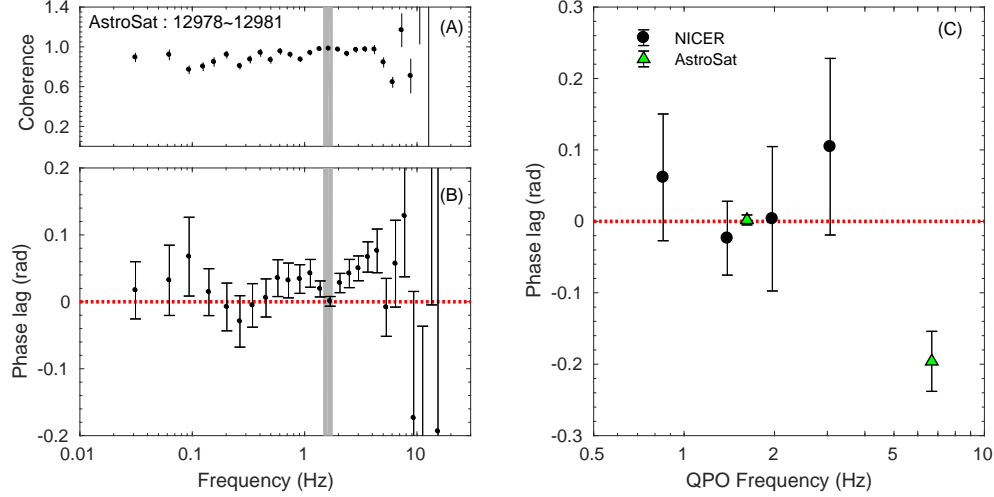 AstroSat : 12978~12981
(A)
1.4
1.0
0.6
0.2
Coherence
(B)
0.2
0.1
0
-0.1
-0.2
Phase lag (rad)
0.01
0.1
1
10
Frequency (Hz)
(C)
NICER
AstroSat
0.3
0.2
0.1
0
-0.1
-0.2
-0.3
Phase lag (rad)
0.5
1
2
5
10
QPO Frequency (Hz)